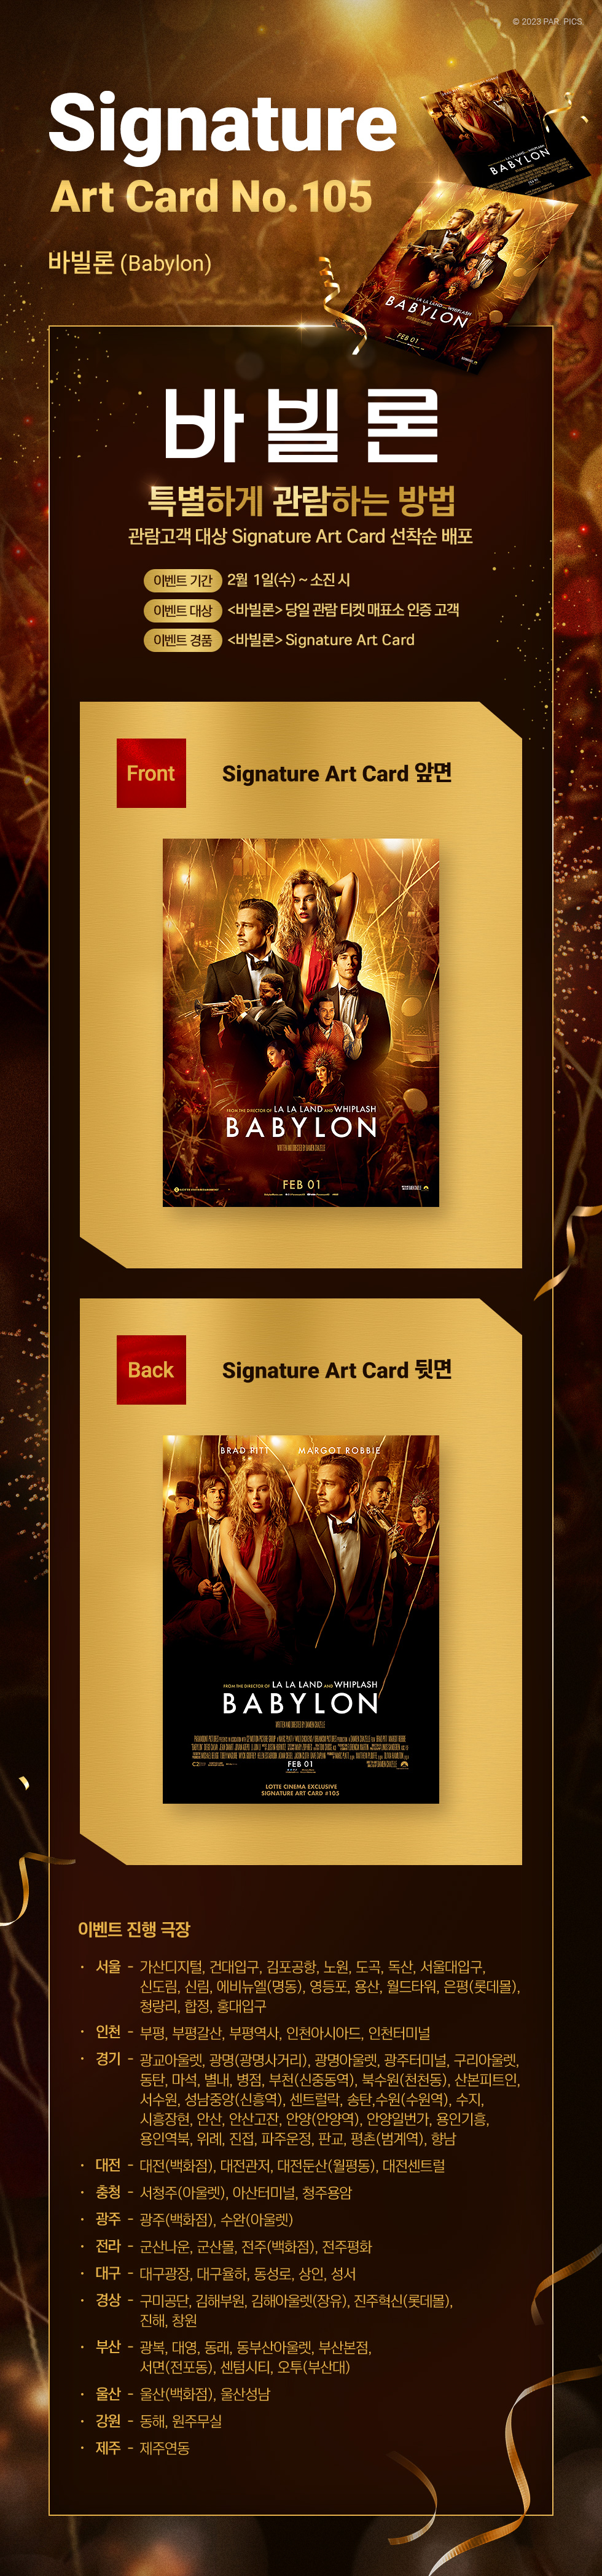 © 2023 PAR. PICS.
Signature
Art Card No.105
바빌론 (Babylon)
BABYLON
BABYLON
FEB 01
바빌론
특별하게 관람하는 방법
관람고객 대상 Signature Art Card 선착순 배포
이벤트 기간 2월 1일(수) ~ 소진 시
이벤트 대상 <바빌론> 당일 관람 티켓 매표소 인증 고객
이벤트 경품 <바빌론> Signature Art Card
Front
Signature Art Card 앞면
FROM THE DIRECTOR OF LA LA LAND AND WHIPLASH
BABYLON
WRITTEN AND DIRECTED BY DAMIEN CHAZELLE
FEB 01
Back
Signature Art Card 뒷면
BRAD PITT MARGOT ROBBIE
FROM THE DIRECTOR OF LA LA LAND AND WHIPLASH
BABYLON
WRITTEN AND DIRECTED BY DAMIEN CHAZELLE
FEB 01
LOTTE CINEMA EXCLUSIVE
SIGNATURE ART CARD #105
이벤트 진행 극장
· 서울 - 가산디지털, 건대입구, 김포공항, 노원, 도곡, 독산, 서울대입구,
신도림, 신림, 에비뉴엘(명동), 영등포, 용산, 월드타워, 은평(롯데몰),
청량리, 합정, 홍대입구
· 인천 - 부평, 부평갈산, 부평역사, 인천아시아드, 인천터미널
· 경기 - 광교아울렛, 광명(광명사거리), 광명아울렛, 광주터미널, 구리아울렛,
동탄, 마석, 별내, 병점, 부천(신중동역), 북수원(천천동), 산본피트인,
서수원, 성남중앙(신흥역), 센트럴락, 송탄,수원(수원역), 수지,
시흥장현, 안산, 안산고잔, 안양(안양역), 안양일번가, 용인기흥,
용인역북, 위례, 진접, 파주운정, 판교, 평촌(범계역), 향남
· 대전 - 대전(백화점), 대전관저, 대전둔산(월평동), 대전센트럴
· 충청 - 서청주(아울렛), 아산터미널, 청주용암
· 광주 - 광주(백화점), 수완(아울렛)
· 전라 - 군산나운, 군산몰, 전주(백화점), 전주평화
· 대구 - 대구광장, 대구율하, 동성로, 상인, 성서
· 경상 - 구미공단, 김해부원, 김해아울렛(장유), 진주혁신(롯데몰),
진해, 창원
· 부산 - 광복, 대영, 동래, 동부산아울렛, 부산본점,
서면(전포동), 센텀시티, 오투(부산대)
· 울산 - 울산(백화점), 울산성남
· 강원 - 동해, 원주무실
· 제주 - 제주연동